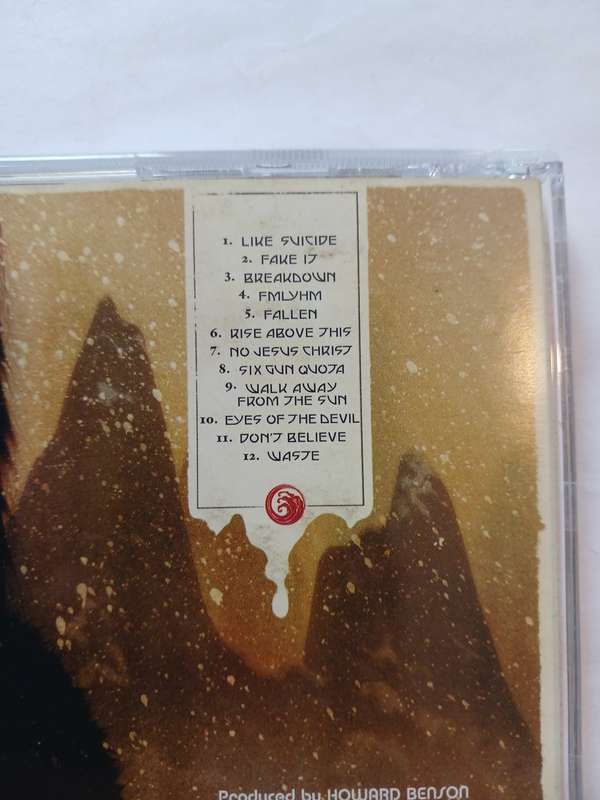 1. LIKE SUICIDE
2. FAKE IT
3. BREAKDOWN
4. FMLYHM
5. FALLEN
6. RISE ABOVE THIS
7. NO JESUS CHRIST
8. SIX GUN QUOTA
9. WALK AWAY
FROM THE SUN
10. EYES OF THE DEVIL
11. DON'T BELIEVE
12. WASTE
Produced by HOWARD BENSON